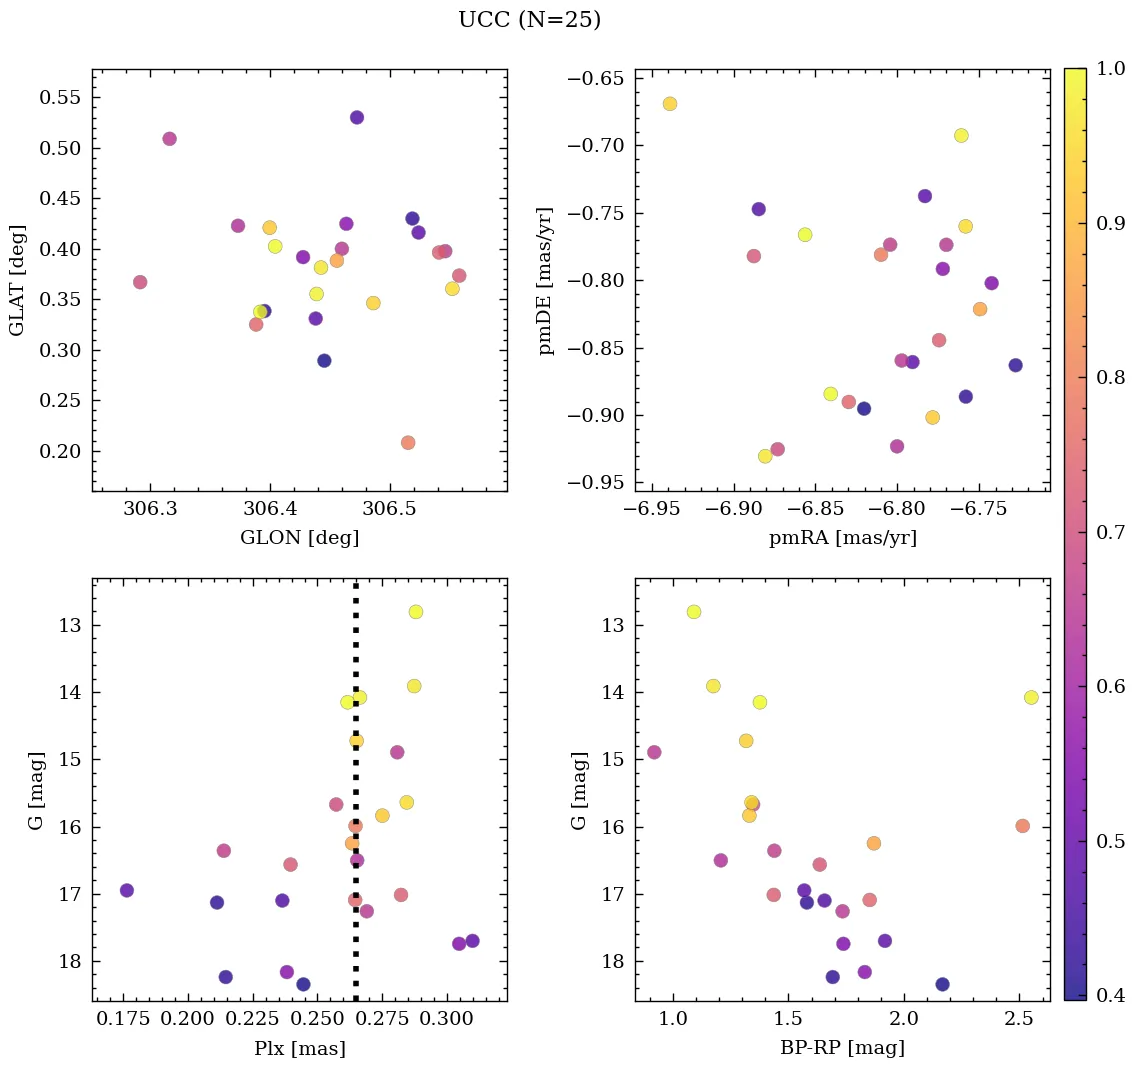 UCC (N=25)
0.55
0.50
0.45
0.40
0.35
0.30
0.25
0.20
GLAT [deg]
306.3 306.4 306.5
GLON [deg]
−0.65
−0.70
−0.75
−0.80
−0.85
−0.90
−0.95
pmDE [mas/yr]
−6.95 −6.90 −6.85 −6.80 −6.75
pmRA [mas/yr]
13
14
15
16
17
18
G [mag]
0.175 0.200 0.225 0.250 0.275 0.300
Plx [mas]
13
14
15
16
17
18
G [mag]
1.0 1.5 2.0 2.5
BP-RP [mag]
1.0
0.9
0.8
0.7
0.6
0.5
0.4